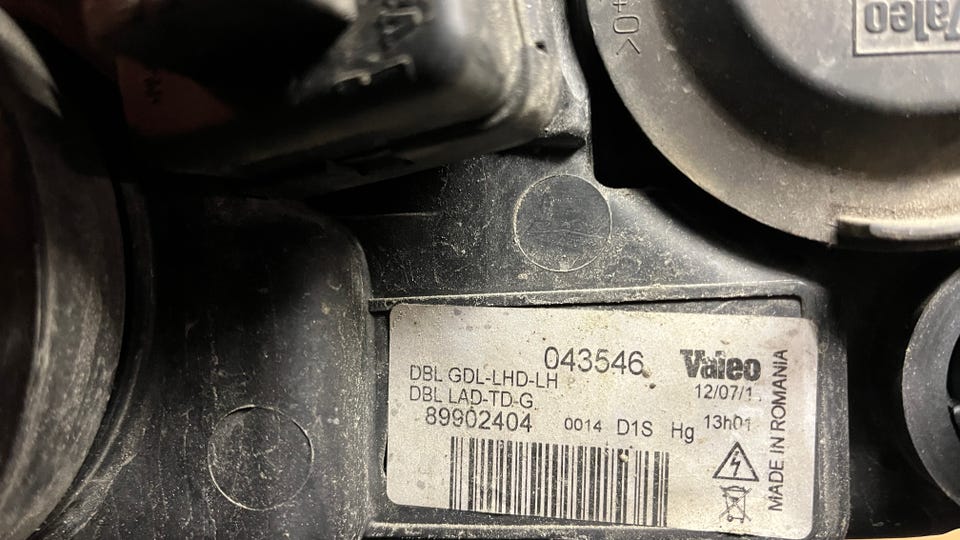 Valeo
043546
Valeo
DBL GDL-LHD-LH
12/07/1
DBL LAD-TD-G
89902404 0014 D1S Hg 13h01
MADE IN ROMANIA